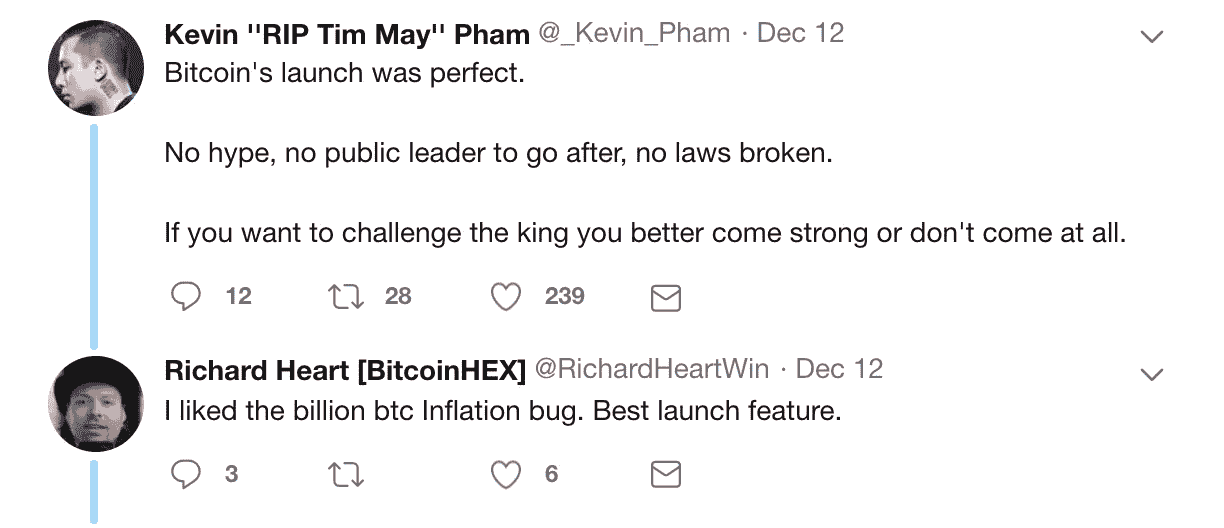 Kevin "RIP Tim May" Pham @_Kevin_Pham · Dec 12
Bitcoin's launch was perfect.
No hype, no public leader to go after, no laws broken.
If you want to challenge the king you better come strong or don't come at all.
12 28 239
Richard Heart [BitcoinHEX] @RichardHeartWin · Dec 12
I liked the billion btc Inflation bug. Best launch feature.
3 6